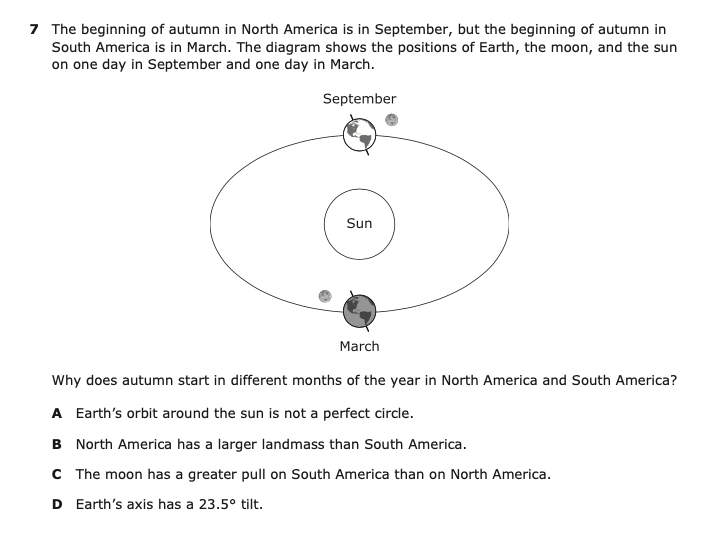 7 The beginning of autumn in North America is in September, but the beginning of autumn in
South America is in March. The diagram shows the positions of Earth, the moon, and the sun
on one day in September and one day in March.
September
Sun
March
Why does autumn start in different months of the year in North America and South America?
A Earth’s orbit around the sun is not a perfect circle.
B North America has a larger landmass than South America.
C The moon has a greater pull on South America than on North America.
D Earth’s axis has a 23.5° tilt.